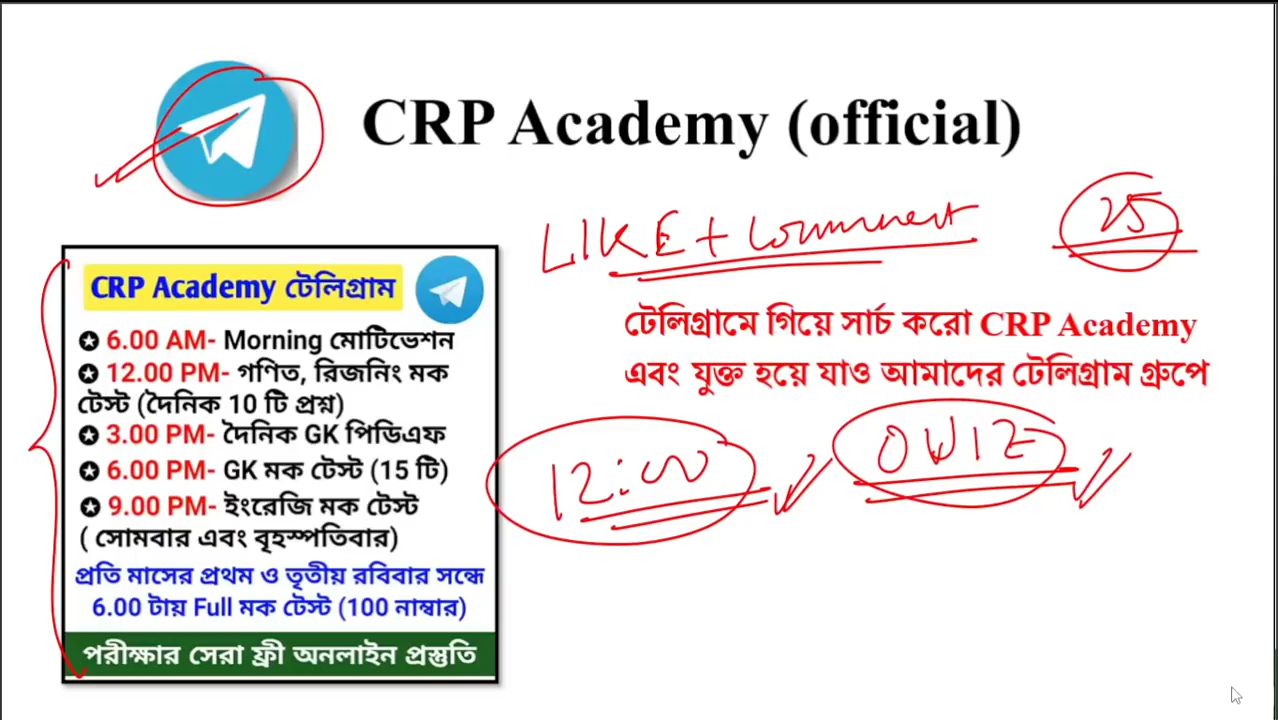 CRP Academy (official)
LIKE + Comment
25
CRP Academy টেলিগ্রাম
6.00 AM- Morning মোটিভেশন
12.00 PM- গণিত, রিজনিং মক
টেস্ট (দৈনিক 10 টি প্রশ্ন)
3.00 PM- দৈনিক GK পিডিএফ
6.00 PM- GK মক টেস্ট (15 টি)
9.00 PM- ইংরেজি মক টেস্ট
( সোমবার এবং বৃহস্পতিবার)
প্রতি মাসের প্রথম ও তৃতীয় রবিবার সন্ধে
6.00 টায় Full মক টেস্ট (100 নাম্বার)
পরীক্ষার সেরা ফ্রী অনলাইন প্রস্তুতি
টেলিগ্রামে গিয়ে সার্চ করো CRP Academy
এবং যুক্ত হয়ে যাও আমাদের টেলিগ্রাম গ্রুপে
12:00
QUIZ